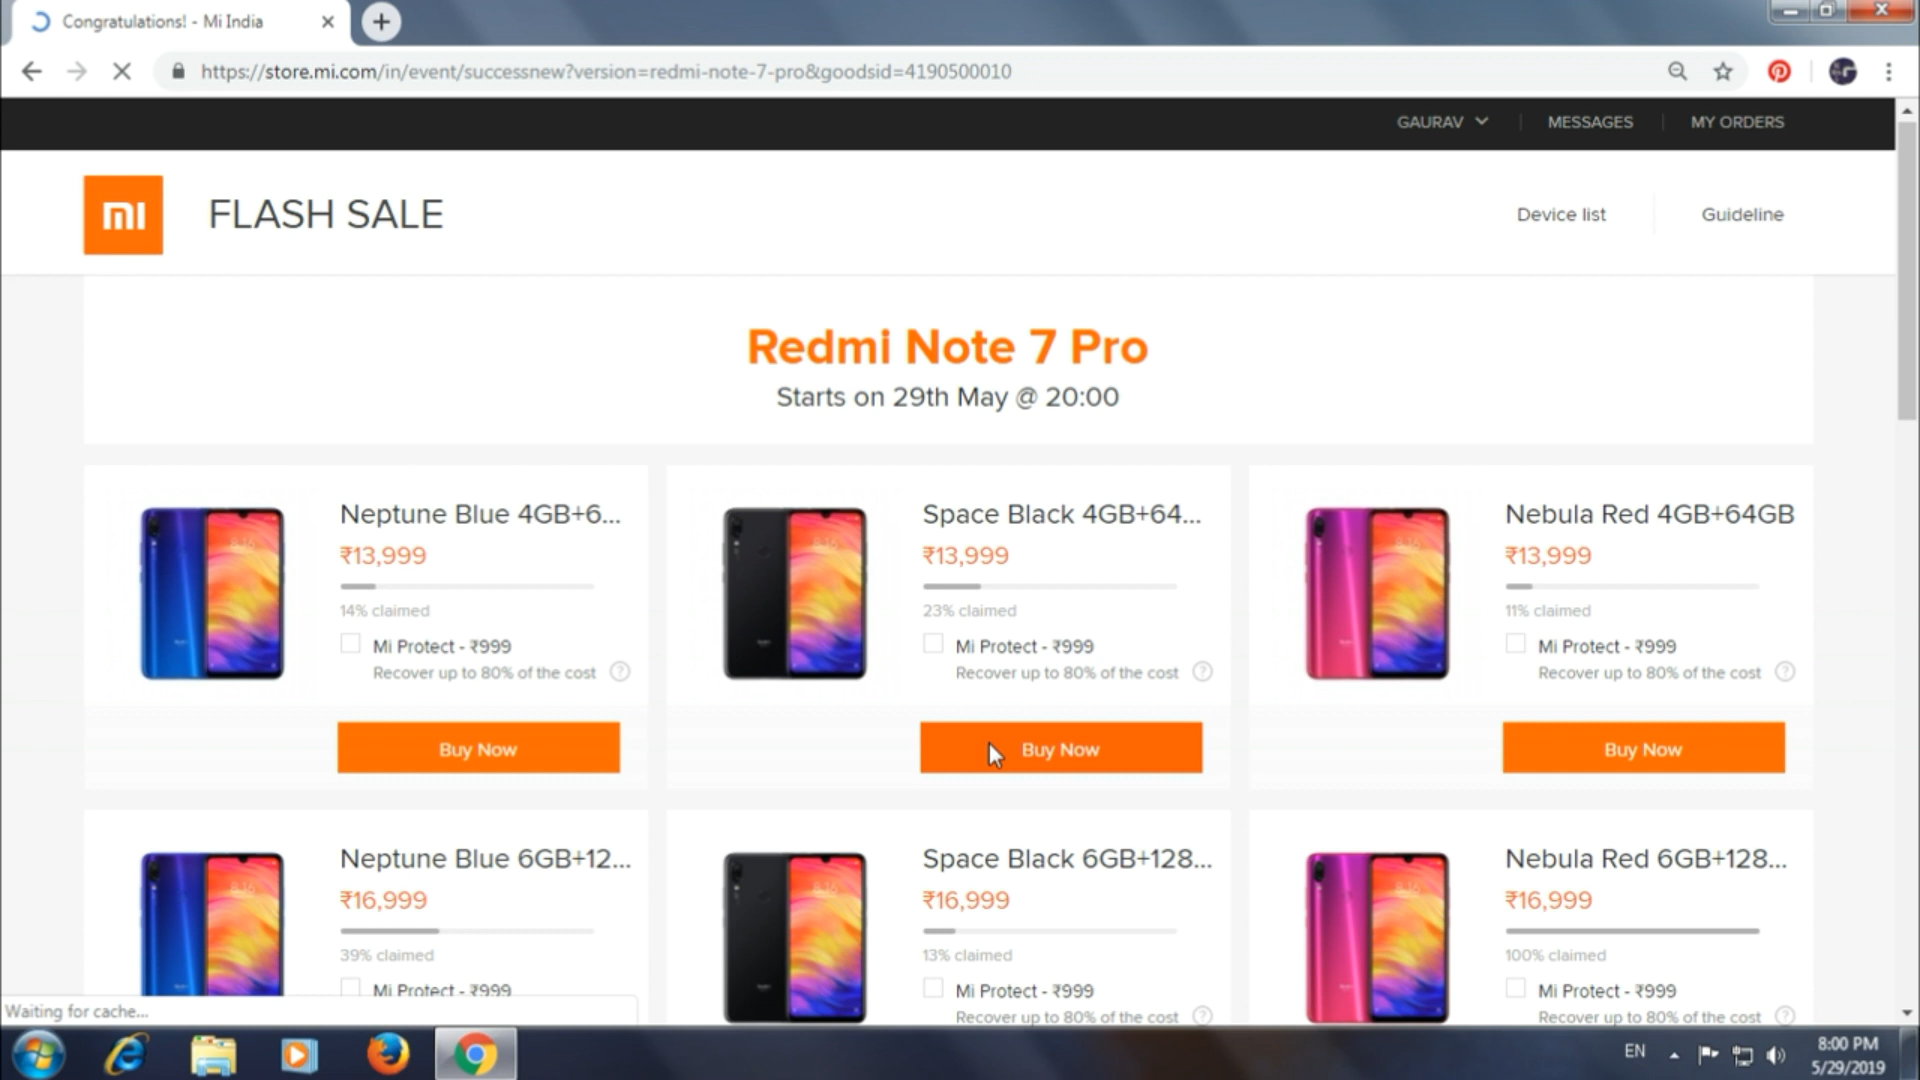 Congratulations! - Mi India
https://store.mi.com/in/event/successnew?version=redmi-note-7-pro&goodsid=4190500010
GAURAV MESSAGES MY ORDERS
mi FLASH SALE Device list Guideline
Redmi Note 7 Pro
Starts on 29th May @ 20:00
Neptune Blue 4GB+6...
₹13,999
14% claimed
Mi Protect - ₹999
Recover up to 80% of the cost ?
Buy Now
Space Black 4GB+64...
₹13,999
23% claimed
Mi Protect - ₹999
Recover up to 80% of the cost ?
Buy Now
Nebula Red 4GB+64GB
₹13,999
11% claimed
Mi Protect - ₹999
Recover up to 80% of the cost ?
Buy Now
Neptune Blue 6GB+12...
₹16,999
39% claimed
Mi Protect - ₹999
Space Black 6GB+128...
₹16,999
13% claimed
Mi Protect - ₹999
Recover up to 80% of the cost ?
Nebula Red 6GB+128...
₹16,999
100% claimed
Mi Protect - ₹999
Recover up to 80% of the cost ?
Waiting for cache...
EN
8:00 PM
5/29/2019